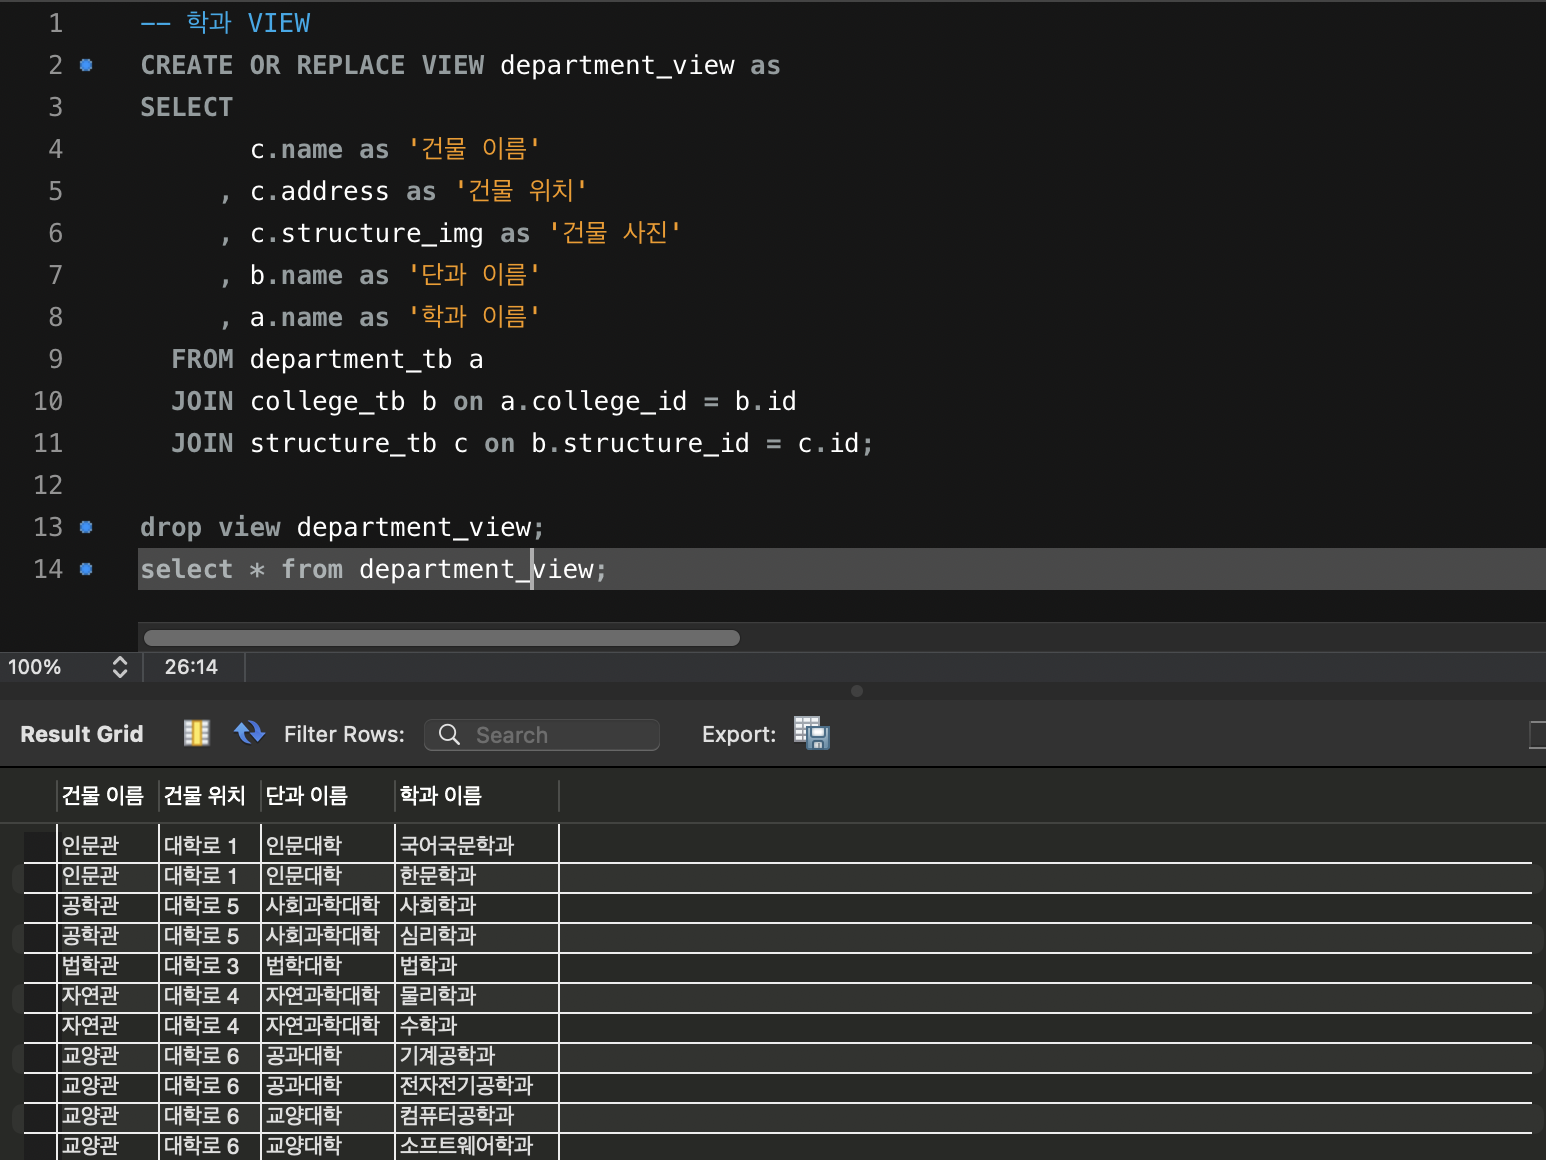 1 -- 학과 VIEW
2 CREATE OR REPLACE VIEW department_view as
3 SELECT
4 c.name as '건물 이름'
5 , c.address as '건물 위치'
6 , c.structure_img as '건물 사진'
7 , b.name as '단과 이름'
8 , a.name as '학과 이름'
9 FROM department_tb a
10 JOIN college_tb b on a.college_id = b.id
11 JOIN structure_tb c on b.structure_id = c.id;
12
13 drop view department_view;
14 select * from department_view;
100% 26:14
Result Grid Filter Rows: Search Export:
건물 이름 건물 위치 단과 이름 학과 이름
인문관 대학로 1 인문대학 국어국문학과
인문관 대학로 1 인문대학 한문학과
공학관 대학로 5 사회과학대학 사회학과
공학관 대학로 5 사회과학대학 심리학과
법학관 대학로 3 법학대학 법학과
자연관 대학로 4 자연과학대학 물리학과
자연관 대학로 4 자연과학대학 수학과
교양관 대학로 6 공과대학 기계공학과
교양관 대학로 6 공과대학 전자전기공학과
교양관 대학로 6 교양대학 컴퓨터공학과
교양관 대학로 6 교양대학 소프트웨어학과